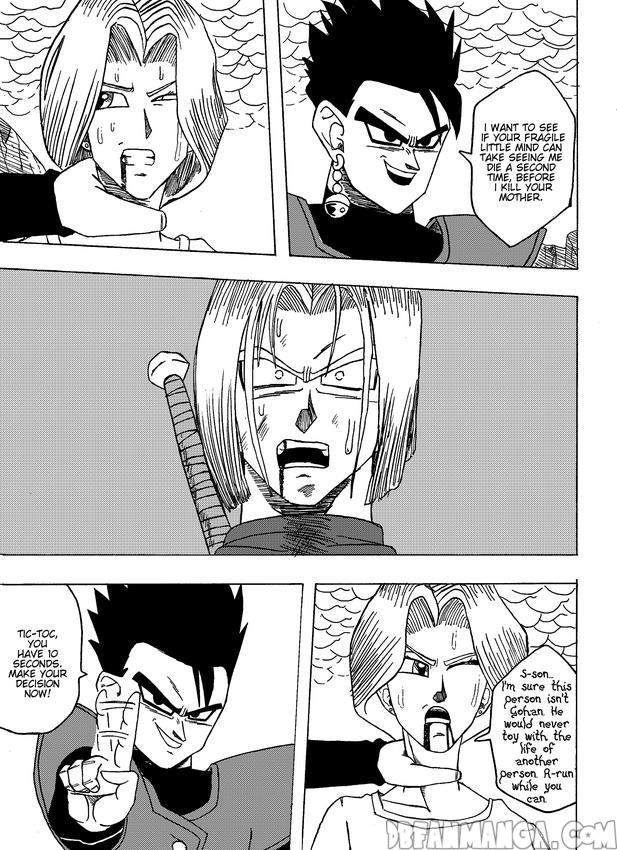 I WANT TO SEE
IF YOUR FRAGILE
LITTLE MIND CAN
TAKE SEEING ME
DIE A SECOND
TIME, BEFORE
I KILL YOUR
MOTHER.
TIC-TOC,
YOU
HAVE 10
SECONDS.
MAKE YOUR
DECISION
NOW!
S-son...
I'm sure this
person isn't
Gohan. He
would never
toy with the
life of
another
person. R-run
while you
can.
DBFANMANGA.COM